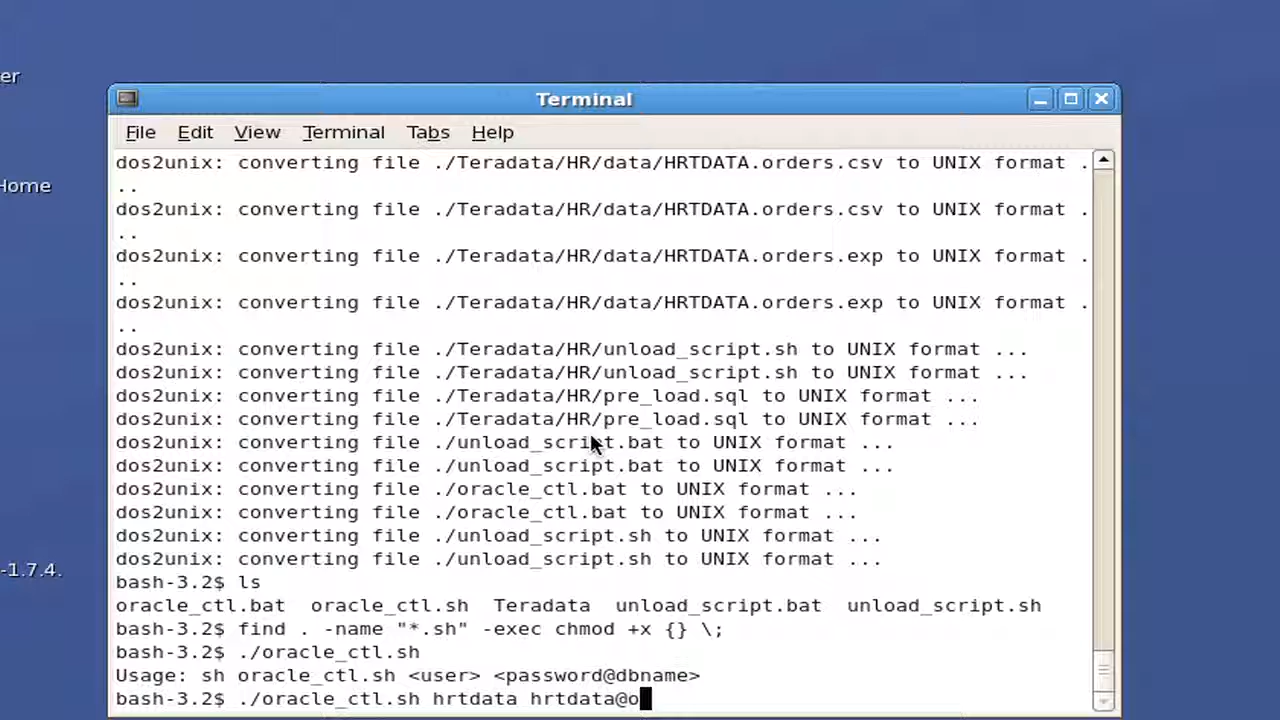 er
Home
-1.7.4.
Terminal
File Edit View Terminal Tabs Help
dos2unix: converting file ./Teradata/HR/data/HRTDATA.orders.csv to UNIX format .
..
dos2unix: converting file ./Teradata/HR/data/HRTDATA.orders.csv to UNIX format .
..
dos2unix: converting file ./Teradata/HR/data/HRTDATA.orders.exp to UNIX format .
..
dos2unix: converting file ./Teradata/HR/data/HRTDATA.orders.exp to UNIX format .
..
dos2unix: converting file ./Teradata/HR/unload_script.sh to UNIX format ...
dos2unix: converting file ./Teradata/HR/unload_script.sh to UNIX format ...
dos2unix: converting file ./Teradata/HR/pre_load.sql to UNIX format ...
dos2unix: converting file ./Teradata/HR/pre_load.sql to UNIX format ...
dos2unix: converting file ./unload_script.bat to UNIX format ...
dos2unix: converting file ./unload_script.bat to UNIX format ...
dos2unix: converting file ./oracle_ctl.bat to UNIX format ...
dos2unix: converting file ./oracle_ctl.bat to UNIX format ...
dos2unix: converting file ./unload_script.sh to UNIX format ...
dos2unix: converting file ./unload_script.sh to UNIX format ...
bash-3.2$ ls
oracle_ctl.bat oracle_ctl.sh Teradata unload_script.bat unload_script.sh
bash-3.2$ find . -name "*.sh" -exec chmod +x {} \;
bash-3.2$ ./oracle_ctl.sh
Usage: sh oracle_ctl.sh <user> <password@dbname>
bash-3.2$ ./oracle_ctl.sh hrtdata hrtdata@o